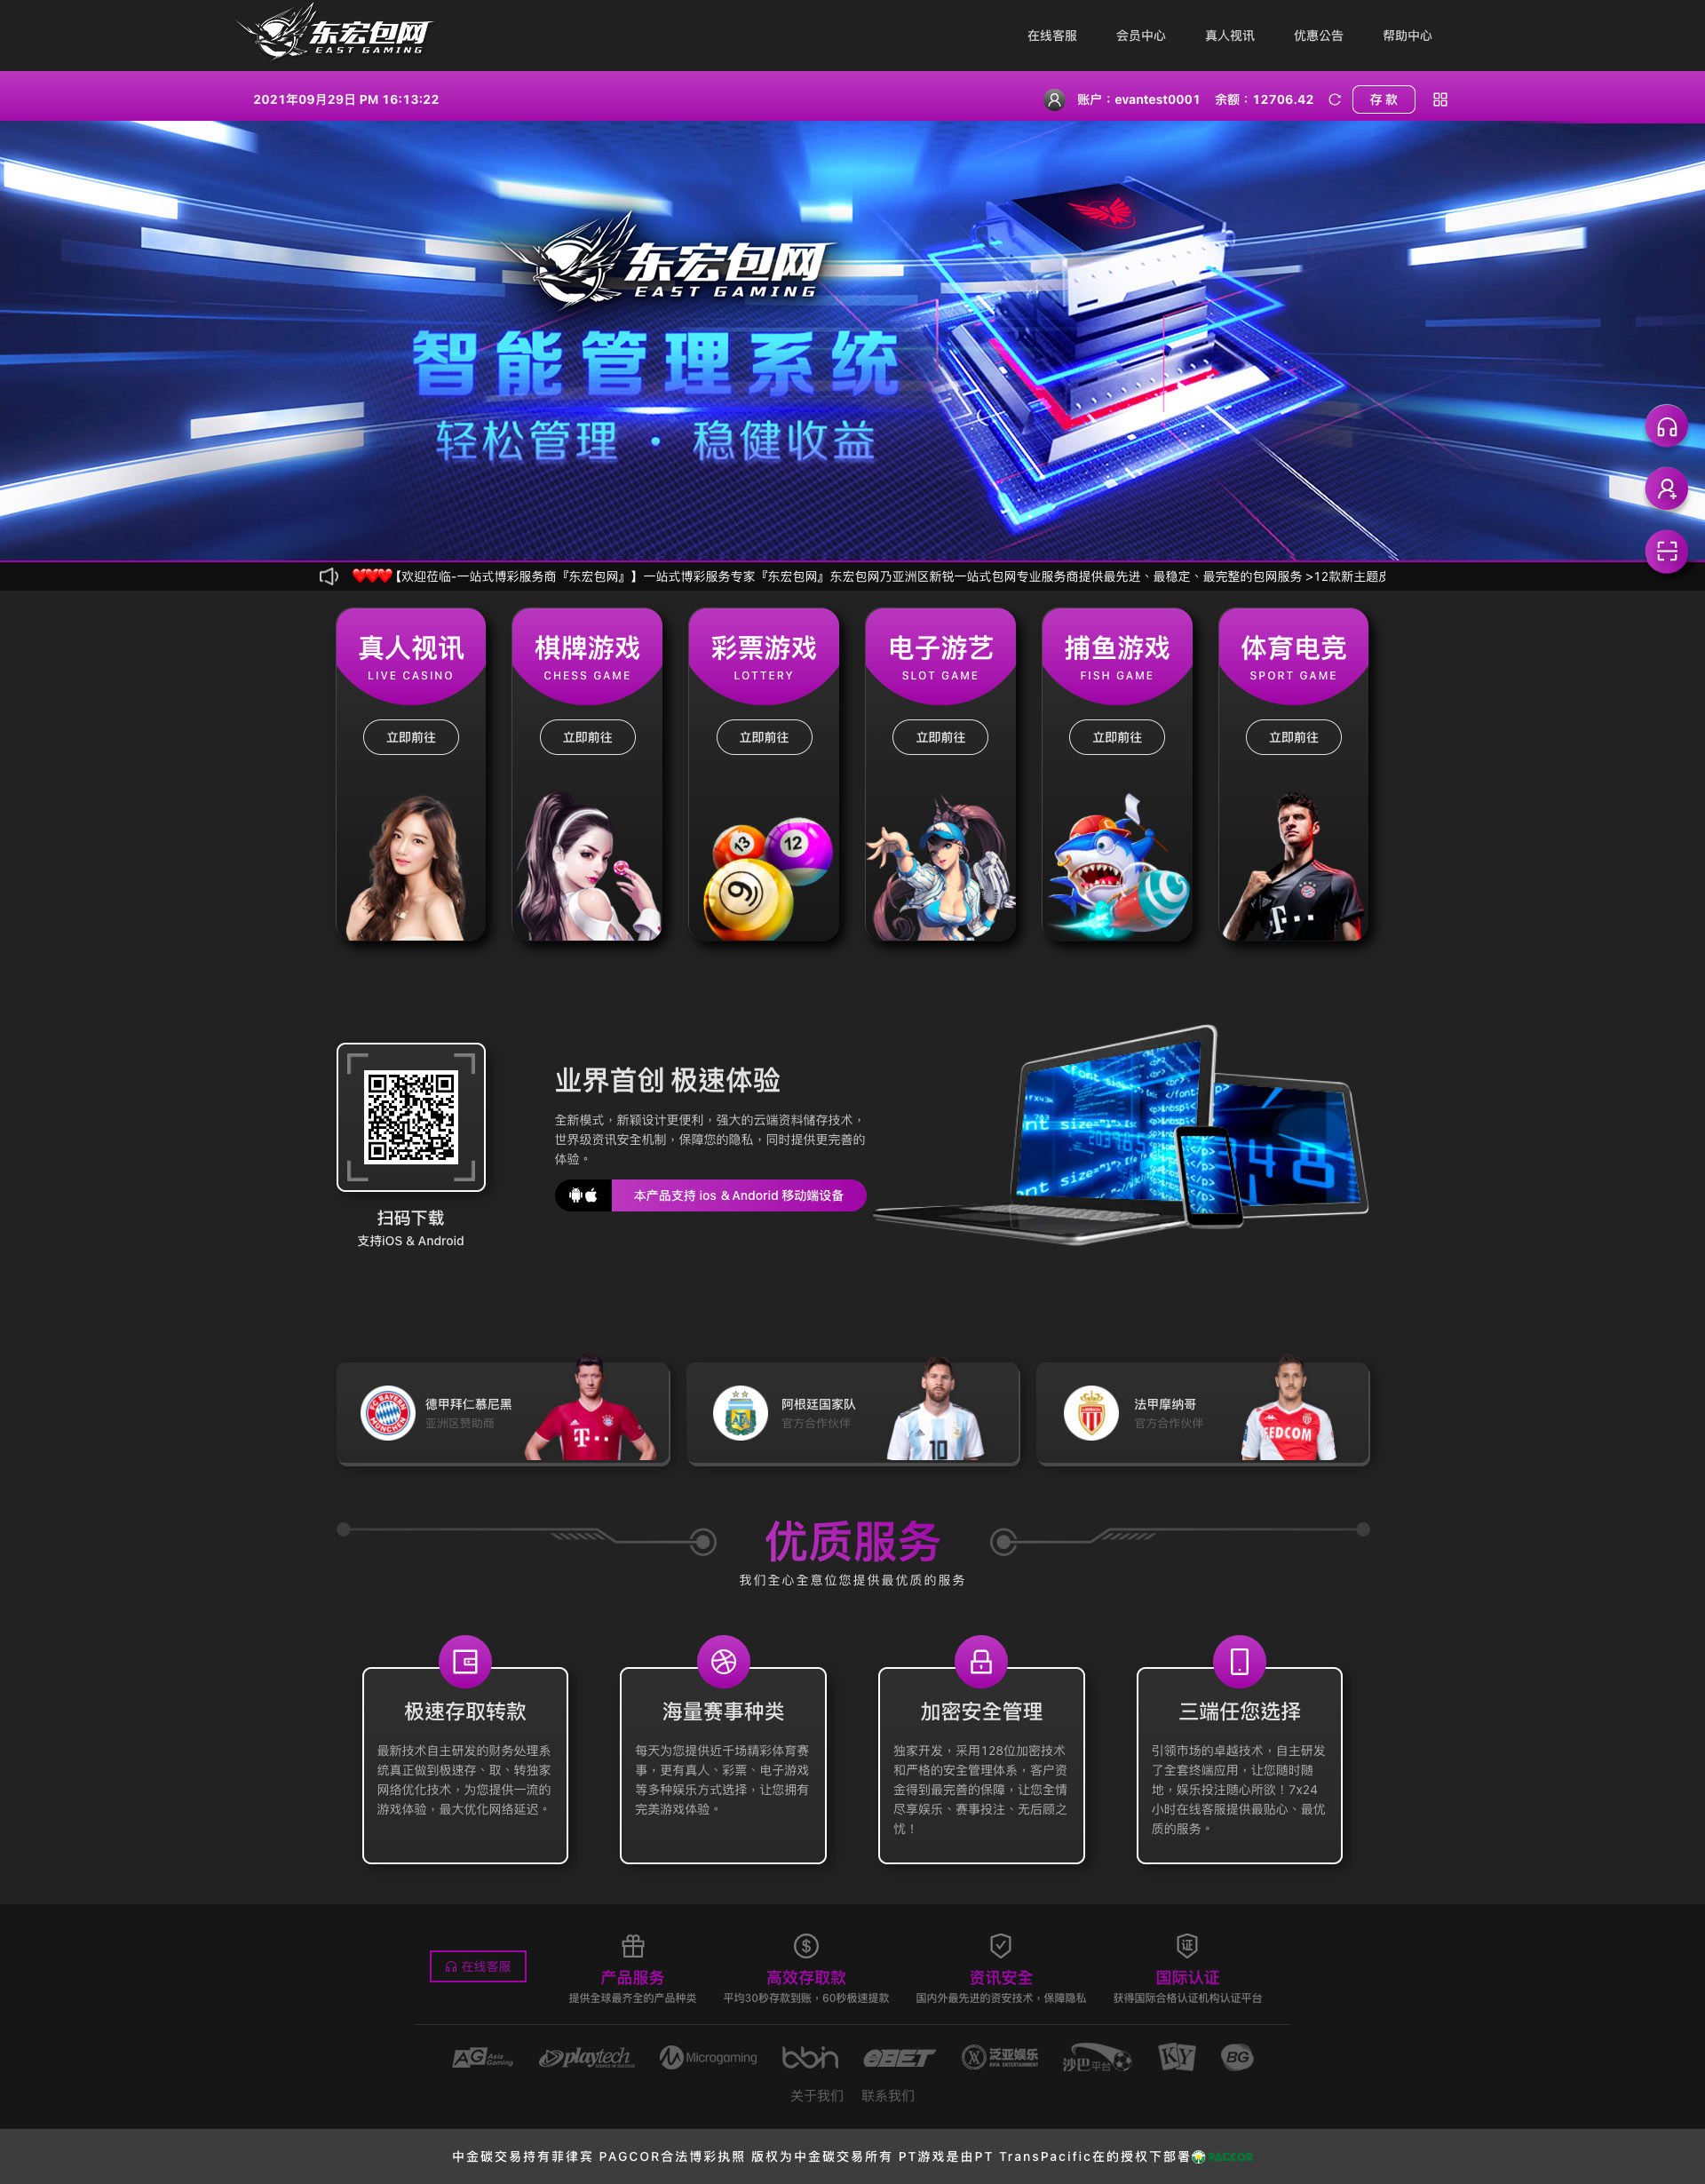 东宏包网
EAST GAMING
在线客服 会员中心 真人视讯 优惠公告 帮助中心
2021年09月29日 PM 16:13:22
账户：evantest0001 余额：12706.42 存款
东宏包网
EAST GAMING
智能管理系统
轻松管理 · 稳健收益
【欢迎莅临-一站式博彩服务商『东宏包网』】一站式博彩服务专家『东宏包网』东宏包网乃亚洲区新锐一站式包网专业服务商提供最先进、最稳定、最完整的包网服务 >12款新主题皮
真人视讯 棋牌游戏 彩票游戏 电子游艺 捕鱼游戏 体育电竞
LIVE CASINO CHESS GAME LOTTERY SLOT GAME FISH GAME SPORT GAME
立即前往 立即前往 立即前往 立即前往 立即前往 立即前往
13 12
9
T
业界首创 极速体验
全新模式，新颖设计更便利，强大的云端资料储存技术，
世界级资讯安全机制，保障您的隐私，同时提供更完善的
体验。
本产品支持 ios ＆Andorid 移动端设备
扫码下载
支持iOS & Android
FC BAYERN MÜNCHEN
德甲拜仁慕尼黑
亚洲区赞助商
T
AFA
阿根廷国家队
官方合作伙伴
10
法甲摩纳哥
官方合作伙伴
EEDCOM
优质服务
我们全心全意位您提供最优质的服务
极速存取转款
最新技术自主研发的财务处理系
统真正做到极速存、取、转独家
网络优化技术，为您提供一流的
游戏体验，最大优化网络延迟。
海量赛事种类
每天为您提供近千场精彩体育赛
事，更有真人、彩票、电子游戏
等多种娱乐方式选择，让您拥有
完美游戏体验。
加密安全管理
独家开发，采用128位加密技术
和严格的安全管理体系，客户资
金得到最完善的保障，让您全情
尽享娱乐、赛事投注、无后顾之
忧！
三端任您选择
引领市场的卓越技术，自主研发
了全套终端应用，让您随时随
地，娱乐投注随心所欲！7x24
小时在线客服提供最贴心、最优
质的服务。
在线客服
产品服务
提供全球最齐全的产品种类
高效存取款
平均30秒存款到账，60秒极速提款
资讯安全
国内外最先进的资安技术，保障隐私
证
国际认证
获得国际合格认证机构认证平台
AG Asia Gaming playtech SOURCE OF SUCCESS Microgaming bbin eBET 泛亚娱乐 AVIA ENTERTAINMENT 沙巴平台 KY BG
关于我们 联系我们
中金碳交易持有菲律宾 PAGCOR合法博彩执照 版权为中金碳交易所有 PT游戏是由PT TransPacific在的授权下部署 PAGCOR